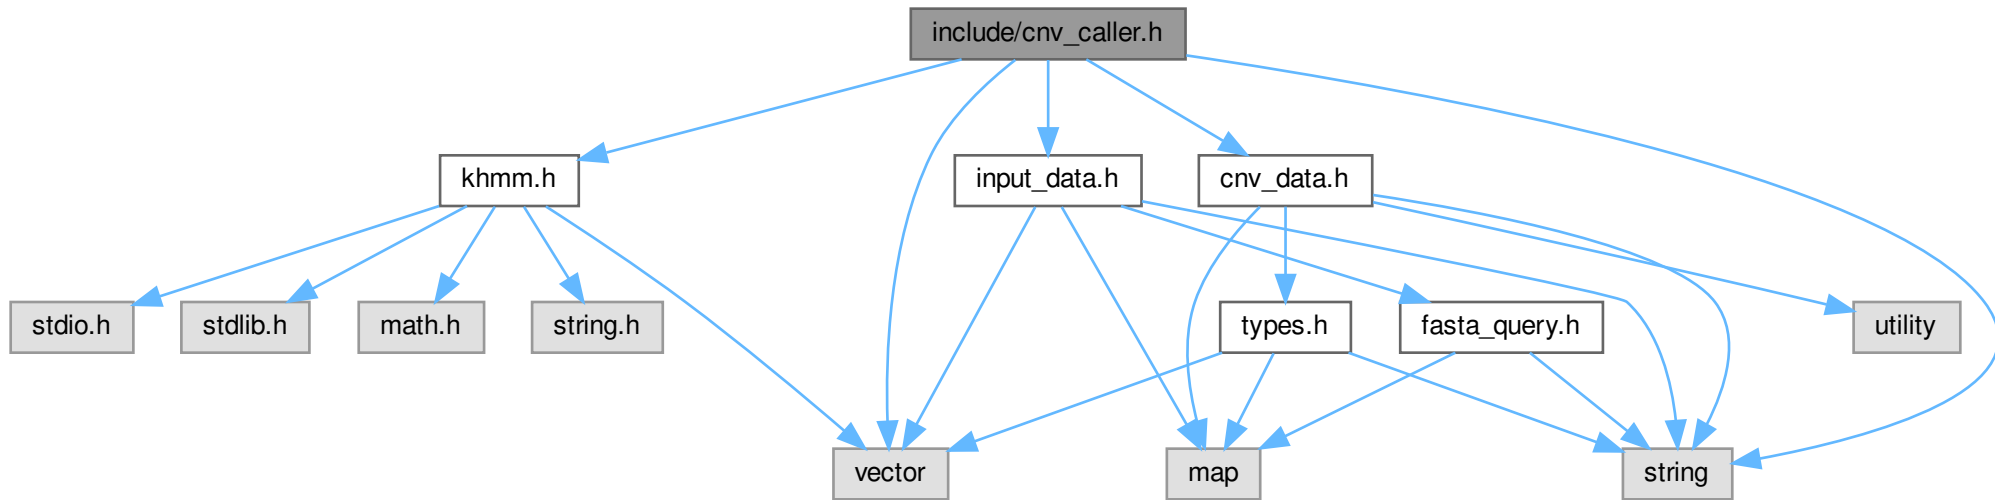 include/cnv_caller.h
khmm.h
input_data.h
cnv_data.h
stdio.h
stdlib.h
math.h
string.h
types.h
fasta_query.h
utility
vector
map
string